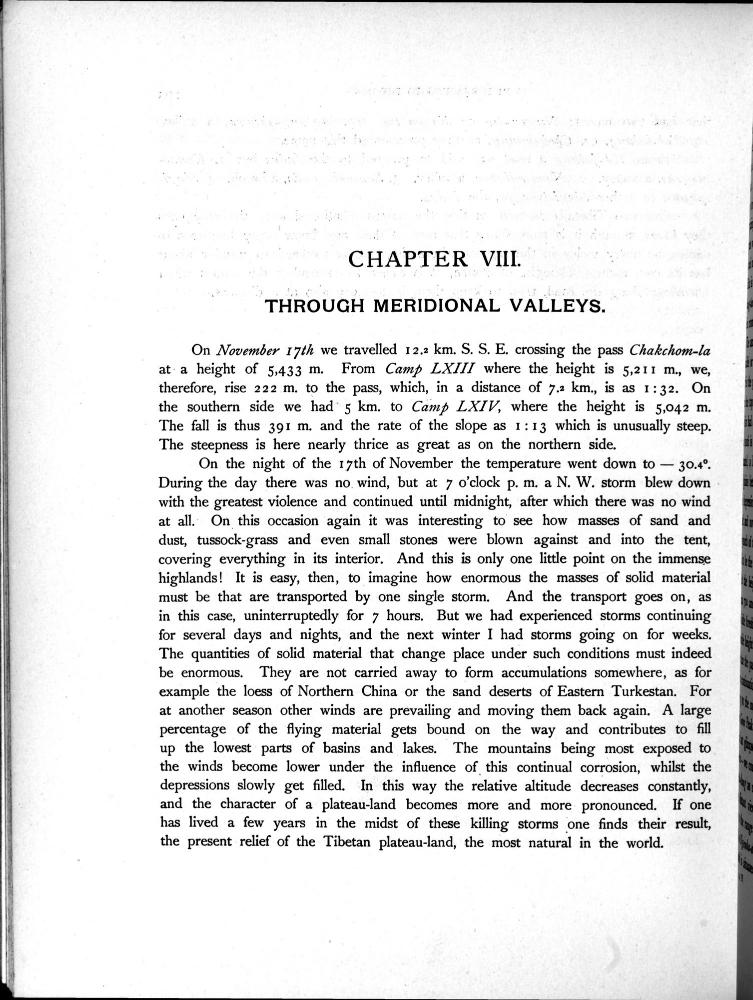 CHAPTER VIII.
THROUGH MERIDIONAL VALLEYS.
On November 17th we travelled 12.2 km. S. S. E. crossing the pass Chakchom-la
at a height of 5,433 m. From Camp LXIII where the height is 5,211 m., we,
therefore, rise 222 m. to the pass, which, in a distance of 7.2 km., is as 1:32. On
the southern side we had 5 km. to Camp LXIV, where the height is 5,042 m.
The fall is thus 391 m. and the rate of the slope as 1:13 which is unusually steep.
The steepness is here nearly thrice as great as on the northern side.
On the night of the 17th of November the temperature went down to — 30.4°.
During the day there was no wind, but at 7 o'clock p. m. a N. W. storm blew down
with the greatest violence and continued until midnight, after which there was no wind
at all. On this occasion again it was interesting to see how masses of sand and
dust, tussock-grass and even small stones were blown against and into the tent,
covering everything in its interior. And this is only one little point on the immense
highlands! It is easy, then, to imagine how enormous the masses of solid material
must be that are transported by one single storm. And the transport goes on, as
in this case, uninterruptedly for 7 hours. But we had experienced storms continuing
for several days and nights, and the next winter I had storms going on for weeks.
The quantities of solid material that change place under such conditions must indeed
be enormous. They are not carried away to form accumulations somewhere, as for
example the loess of Northern China or the sand deserts of Eastern Turkestan. For
at another season other winds are prevailing and moving them back again. A large
percentage of the flying material gets bound on the way and contributes to fill
up the lowest parts of basins and lakes. The mountains being most exposed to
the winds become lower under the influence of this continual corrosion, whilst the
depressions slowly get filled. In this way the relative altitude decreases constantly,
and the character of a plateau-land becomes more and more pronounced. If one
has lived a few years in the midst of these killing storms one finds their result,
the present relief of the Tibetan plateau-land, the most natural in the world.